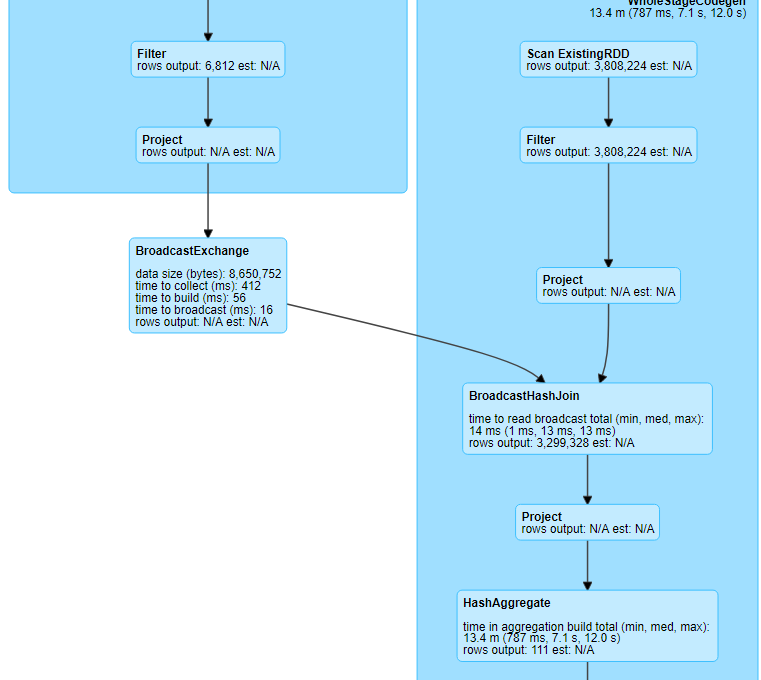 WholeStageCodegen
13.4 m (787 ms, 7.1 s, 12.0 s)
Filter
rows output: 6,812 est: N/A
Scan ExistingRDD
rows output: 3,808,224 est: N/A
Project
rows output: N/A est: N/A
Filter
rows output: 3,808,224 est: N/A
BroadcastExchange
data size (bytes): 8,650,752
time to collect (ms): 412
time to build (ms): 56
time to broadcast (ms): 16
rows output: N/A est: N/A
Project
rows output: N/A est: N/A
BroadcastHashJoin
time to read broadcast total (min, med, max):
14 ms (1 ms, 13 ms, 13 ms)
rows output: 3,299,328 est: N/A
Project
rows output: N/A est: N/A
HashAggregate
time in aggregation build total (min, med, max):
13.4 m (787 ms, 7.1 s, 12.0 s)
rows output: 111 est: N/A